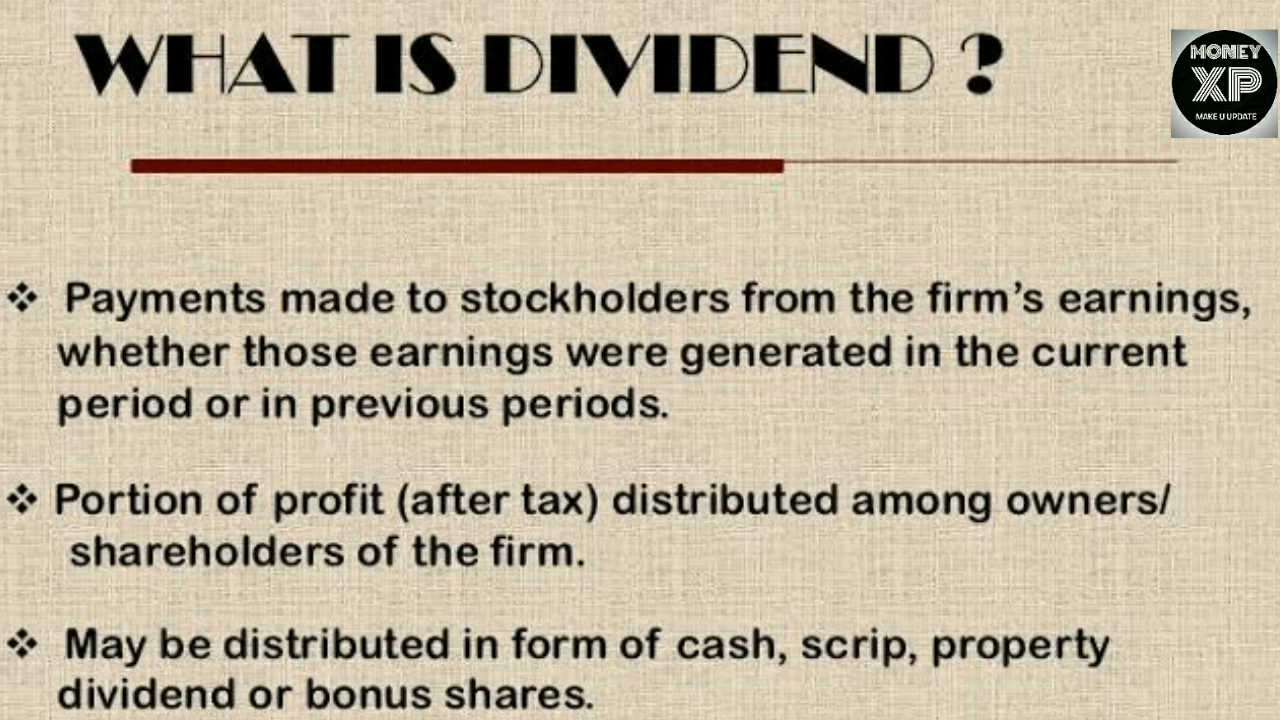 WHAT IS DIVIDEND ?
MONEY
XP
MAKE U UPDATE
❖ Payments made to stockholders from the firm’s earnings,
whether those earnings were generated in the current
period or in previous periods.
❖ Portion of profit (after tax) distributed among owners/
shareholders of the firm.
❖ May be distributed in form of cash, scrip, property
dividend or bonus shares.